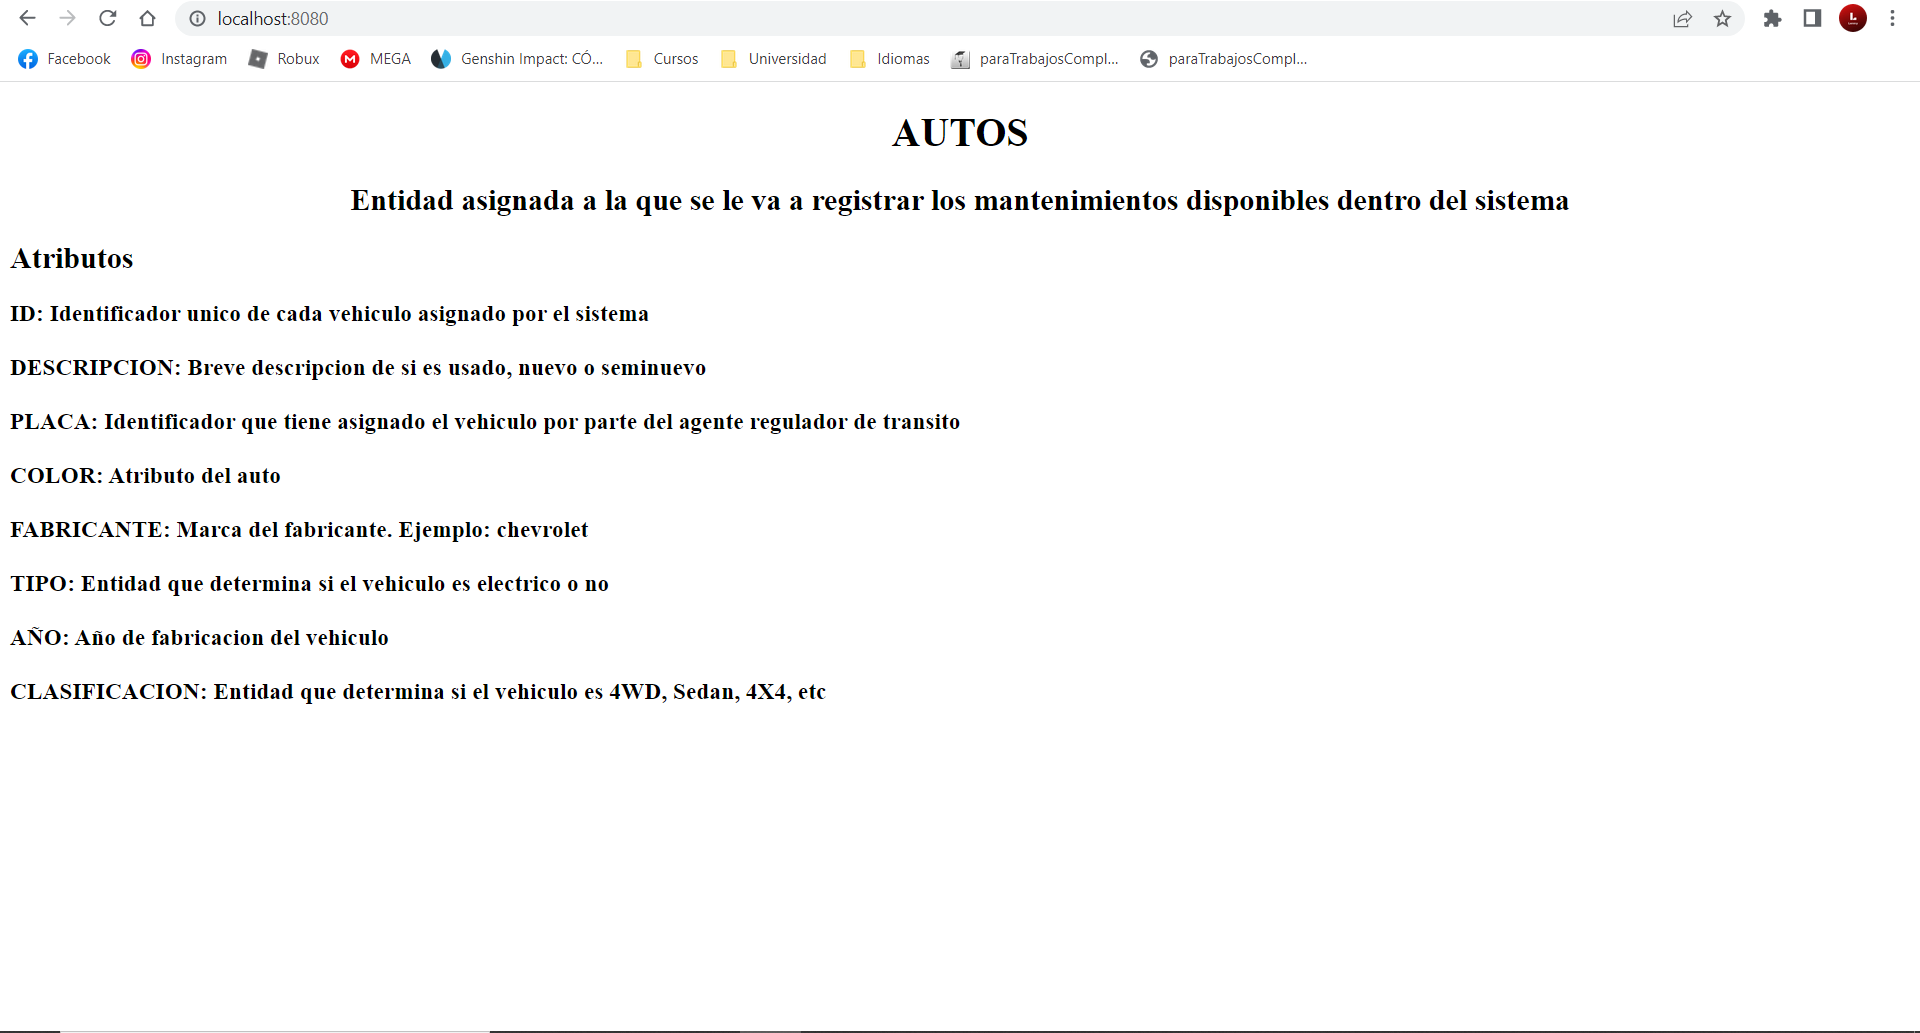 localhost:8080
Facebook Instagram Robux MEGA Genshin Impact: CÓ... Cursos Universidad Idiomas paraTrabajosCompl... paraTrabajosCompl...
AUTOS
Entidad asignada a la que se le va a registrar los mantenimientos disponibles dentro del sistema
Atributos
ID: Identificador unico de cada vehiculo asignado por el sistema
DESCRIPCION: Breve descripcion de si es usado, nuevo o seminuevo
PLACA: Identificador que tiene asignado el vehiculo por parte del agente regulador de transito
COLOR: Atributo del auto
FABRICANTE: Marca del fabricante. Ejemplo: chevrolet
TIPO: Entidad que determina si el vehiculo es electrico o no
AÑO: Año de fabricacion del vehiculo
CLASIFICACION: Entidad que determina si el vehiculo es 4WD, Sedan, 4X4, etc